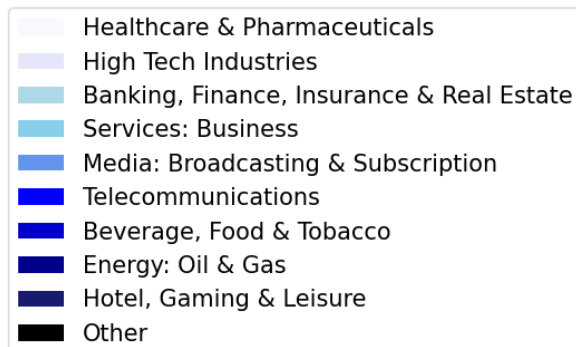 Healthcare & Pharmaceuticals
High Tech Industries
Banking, Finance, Insurance & Real Estate
Services: Business
Media: Broadcasting & Subscription
Telecommunications
Beverage, Food & Tobacco
Energy: Oil & Gas
Hotel, Gaming & Leisure
Other